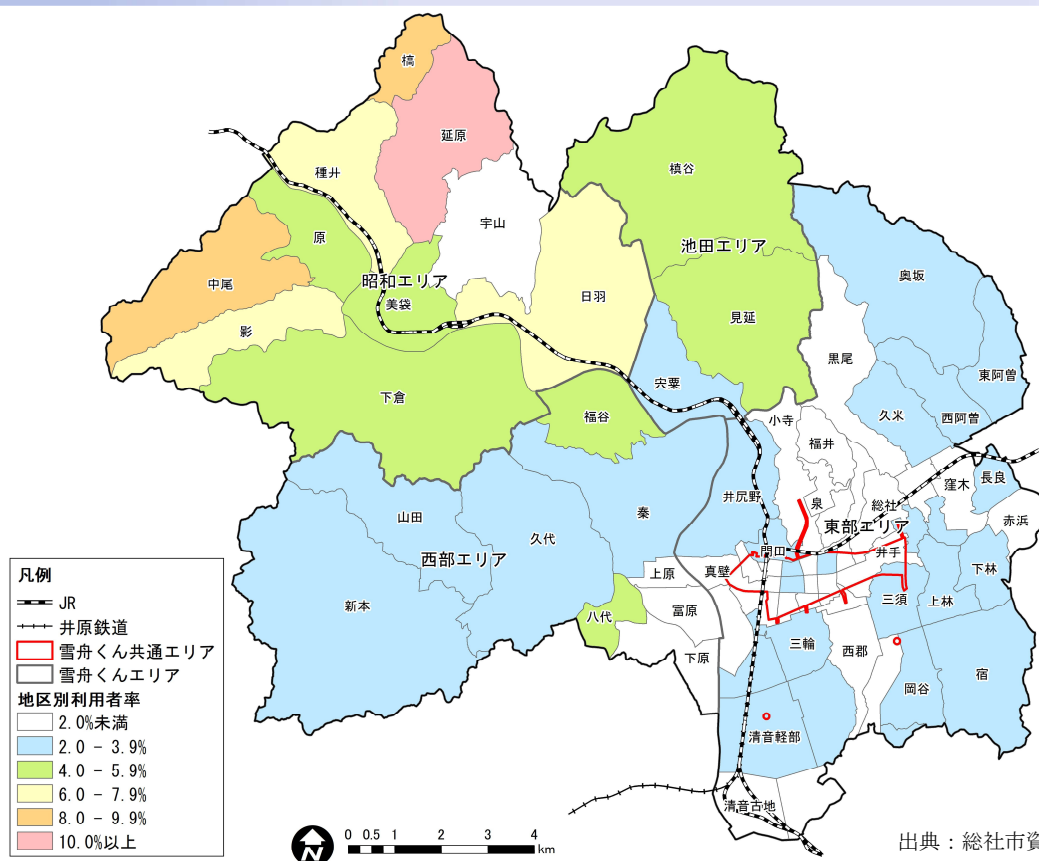 槁
延原
種井
槙谷
宇山
原
池田エリア
昭和エリア
中尾
美袋
日羽
奥坂
見延
影
黒尾
東阿曽
下倉
宍粟
久米
西阿曽
福谷
小寺
福井
窪木
長良
井尻野
泉
総社
赤浜
秦
山田
久代
東部エリア
西部エリア
門田
井手
上原
真壁
下林
新本
三須
上林
八代
富原
三輪
西郡
下原
岡谷
宿
清音軽部
清音古地
凡例
JR
井原鉄道
雪舟くん共通エリア
雪舟くんエリア
地区別利用者率
2.0%未満
2.0 - 3.9%
4.0 - 5.9%
6.0 - 7.9%
8.0 - 9.9%
10.0%以上
N
0 0.5 1 2 3 4
km
出典：総社市資